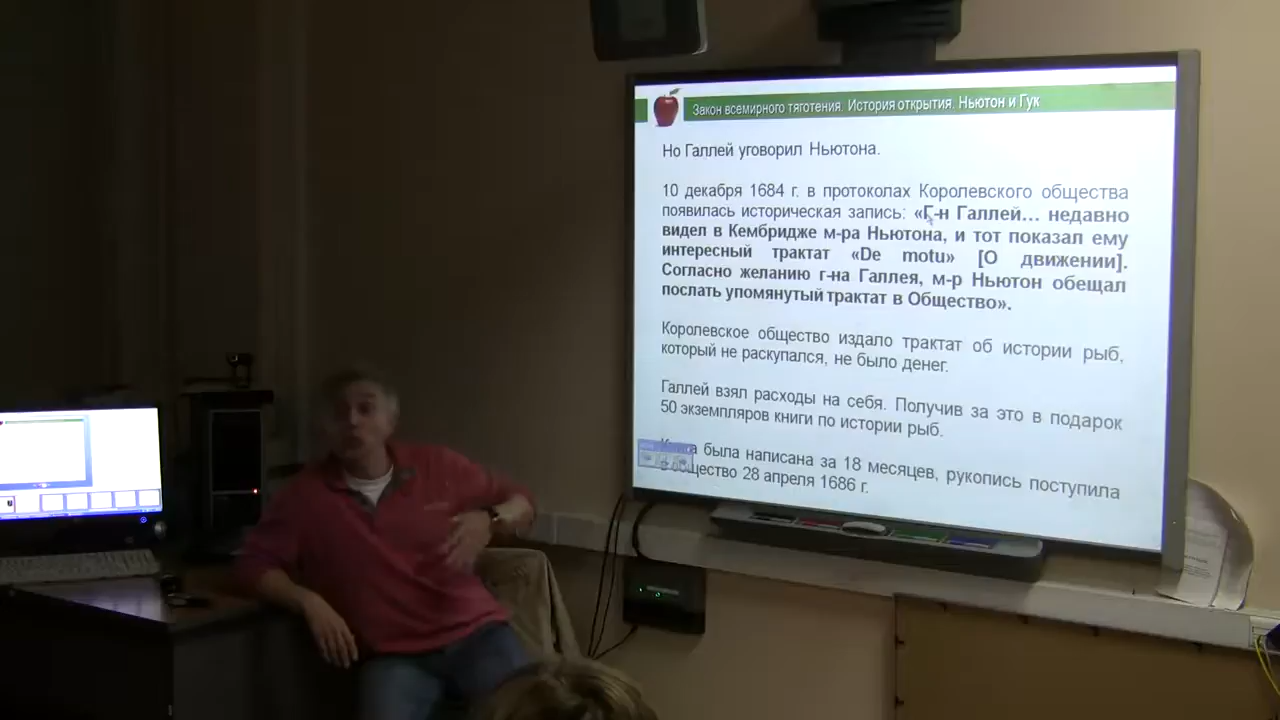 Закон всемирного тяготения. История открытия. Ньютон и Гук
Но Галлей уговорил Ньютона.
10 декабря 1684 г. в протоколах Королевского общества
появилась историческая запись: «Г-н Галлей... недавно
видел в Кембридже м-ра Ньютона, и тот показал ему
интересный трактат «De motu» [О движении].
Согласно желанию г-на Галлея, м-р Ньютон обещал
послать упомянутый трактат в Общество».
Королевское общество издало трактат об истории рыб,
который не раскупался, не было денег.
Галлей взял расходы на себя. Получив за это в подарок
50 экземпляров книги по истории рыб.
Книга была написана за 18 месяцев, рукопись поступила
в общество 28 апреля 1686 г.